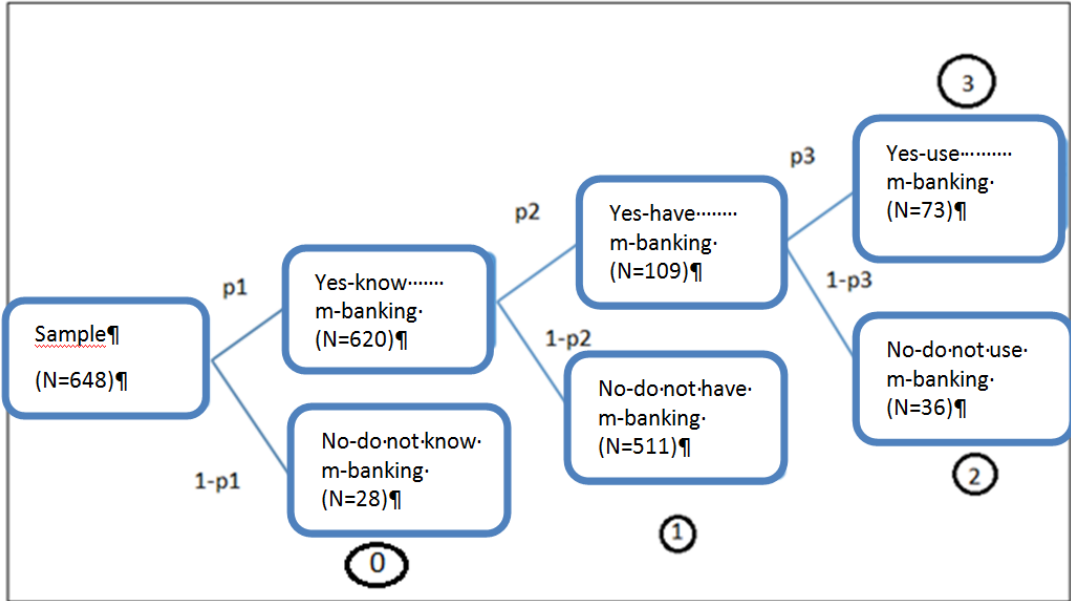 3
p3
Yes-use··········
m-banking·
(N=73)¶
p2
Yes-have········
m-banking·
(N=109)¶
1-p3
p1
Yes-know·······
m-banking·
(N=620)¶
1-p2
Sample¶
(N=648)¶
No-do·not·use·
m-banking·
(N=36)¶
No-do·not·have·
m-banking·
(N=511)¶
No-do·not·know·
m-banking·
(N=28)¶
1-p1
2
1
0